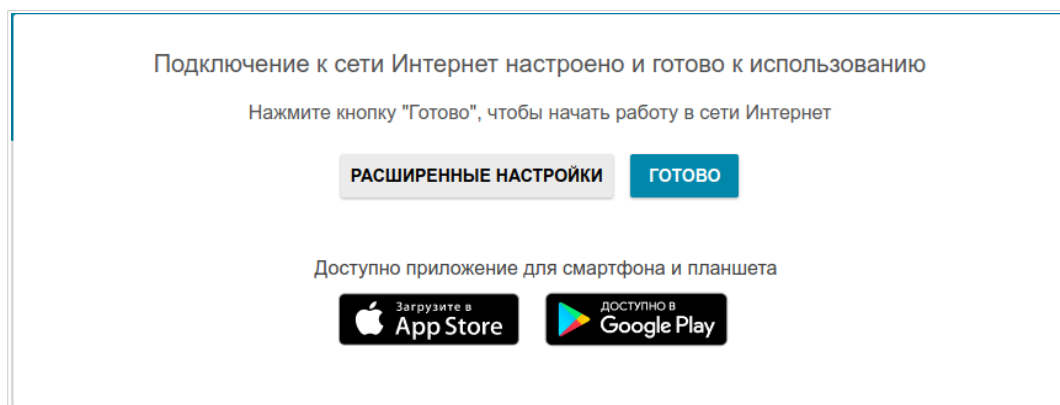 Подключение к сети Интернет настроено и готово к использованию
Нажмите кнопку "Готово", чтобы начать работу в сети Интернет
РАСШИРЕННЫЕ НАСТРОЙКИ ГОТОВО
Доступно приложение для смартфона и планшета
Загрузите в
App Store
ДОСТУПНО В
Google Play